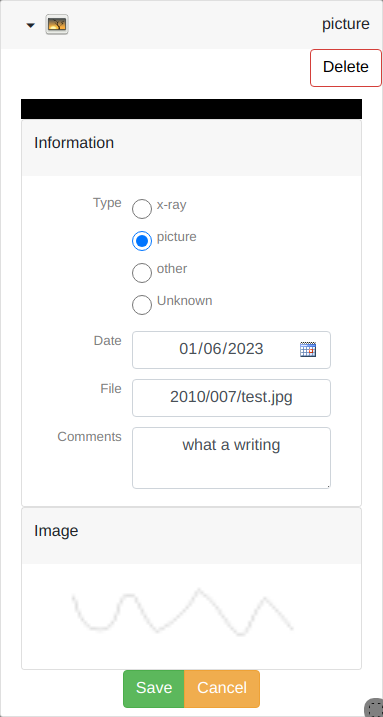 picture
Delete
Information
Type
x-ray
picture
other
Unknown
Date
01/06/2023
File
2010/007/test.jpg
Comments
what a writing
Image
Save
Cancel